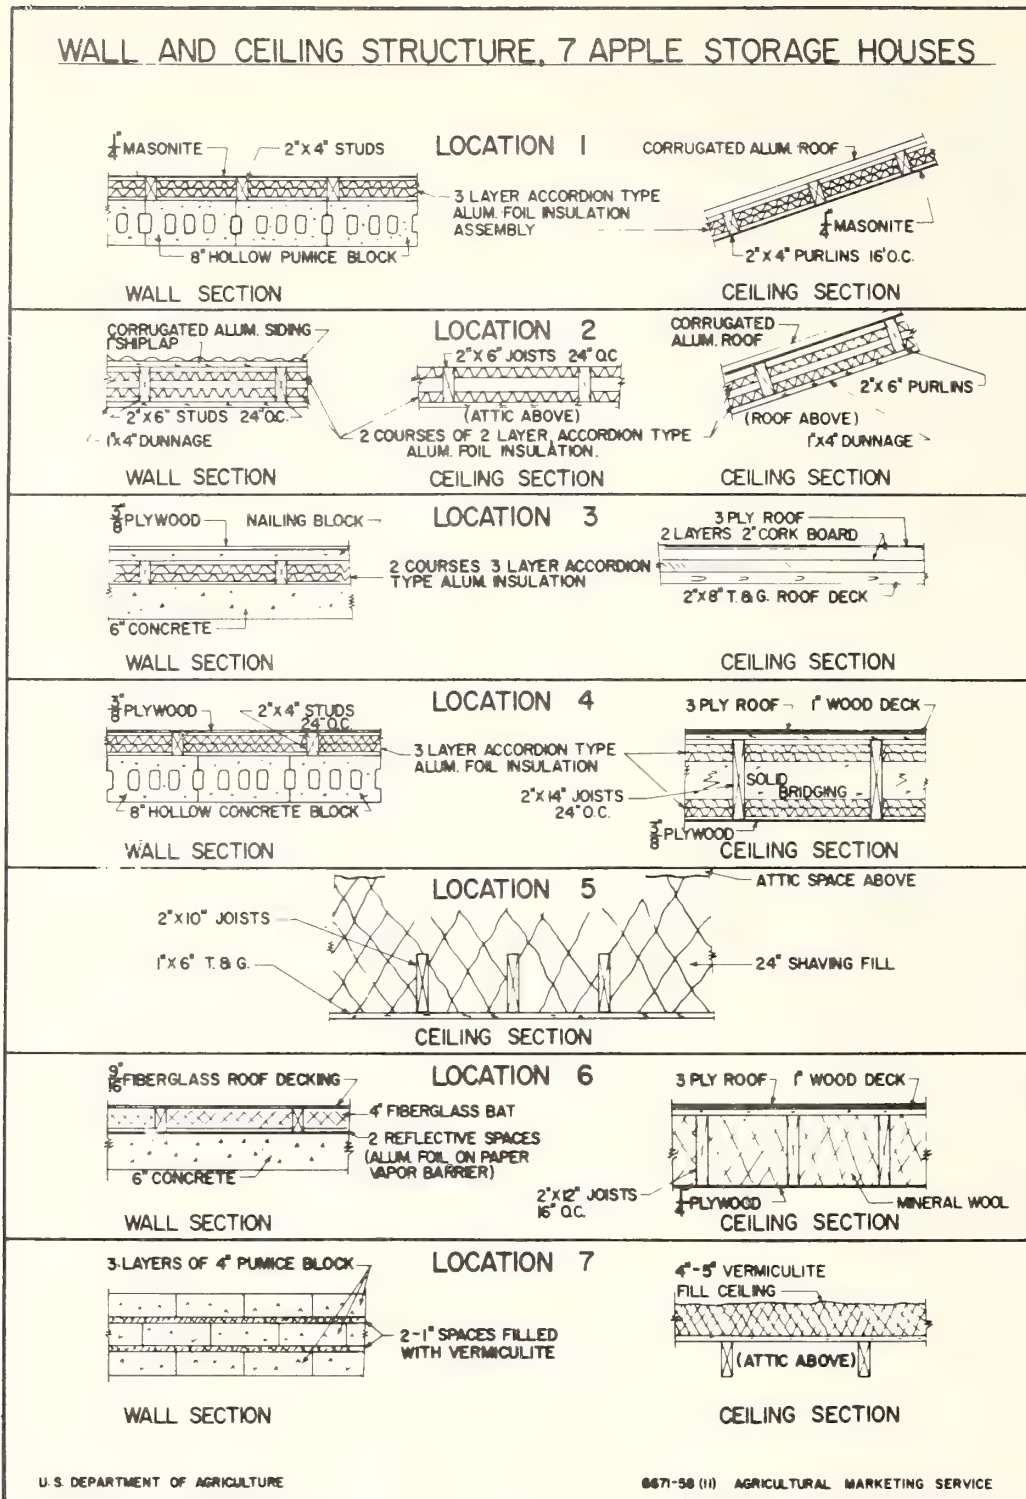 WALL AND CEILING STRUCTURE, 7 APPLE STORAGE HOUSES
LOCATION 1
1/4" MASONITE
2"X4" STUDS
3 LAYER ACCORDION TYPE
ALUM. FOIL INSULATION
ASSEMBLY
8" HOLLOW PUMICE BLOCK
WALL SECTION
CORRUGATED ALUM. ROOF
1/4" MASONITE
2"X4" PURLINS 16' O.C.
CEILING SECTION
LOCATION 2
CORRUGATED ALUM. SIDING
1" SHIPLAP
2"X6" STUDS 24" O.C.
1"X4" DUNNAGE
WALL SECTION
2"X6" JOISTS 24" O.C
(ATTIC ABOVE)
2 COURSES OF 2 LAYER ACCORDION TYPE
ALUM. FOIL INSULATION.
CEILING SECTION
CORRUGATED
ALUM. ROOF
2"X6" PURLINS
(ROOF ABOVE)
1"X4" DUNNAGE
CEILING SECTION
LOCATION 3
3/8" PLYWOOD
NAILING BLOCK
2 COURSES 3 LAYER ACCORDION
TYPE ALUM. INSULATION
6" CONCRETE
WALL SECTION
3 PLY ROOF
2 LAYERS 2" CORK BOARD
2"X8" T. & G. ROOF DECK
CEILING SECTION
LOCATION 4
3/8" PLYWOOD
2"X4" STUDS
24" O.C.
3 LAYER ACCORDION TYPE
ALUM. FOIL INSULATION
8" HOLLOW CONCRETE BLOCK
WALL SECTION
3 PLY ROOF
1" WOOD DECK
SOLID
BRIDGING
2"X14" JOISTS
24" O.C.
3/8" PLYWOOD
CEILING SECTION
LOCATION 5
ATTIC SPACE ABOVE
2"X10" JOISTS
1"X6" T. & G.
24" SHAVING FILL
CEILING SECTION
LOCATION 6
9/16" FIBERGLASS ROOF DECKING
4" FIBERGLASS BAT
2 REFLECTIVE SPACES
(ALUM. FOIL ON PAPER
VAPOR BARRIER)
6" CONCRETE
WALL SECTION
3 PLY ROOF
1" WOOD DECK
2"X12" JOISTS
16" O.C.
1/4" PLYWOOD
MINERAL WOOL
CEILING SECTION
LOCATION 7
3-LAYERS OF 4" PUMICE BLOCK
2-1" SPACES FILLED
WITH VERMICULITE
WALL SECTION
4"-5" VERMICULITE
FILL CEILING
(ATTIC ABOVE)
CEILING SECTION
U.S. DEPARTMENT OF AGRICULTURE
6671-58 (11) AGRICULTURAL MARKETING SERVICE